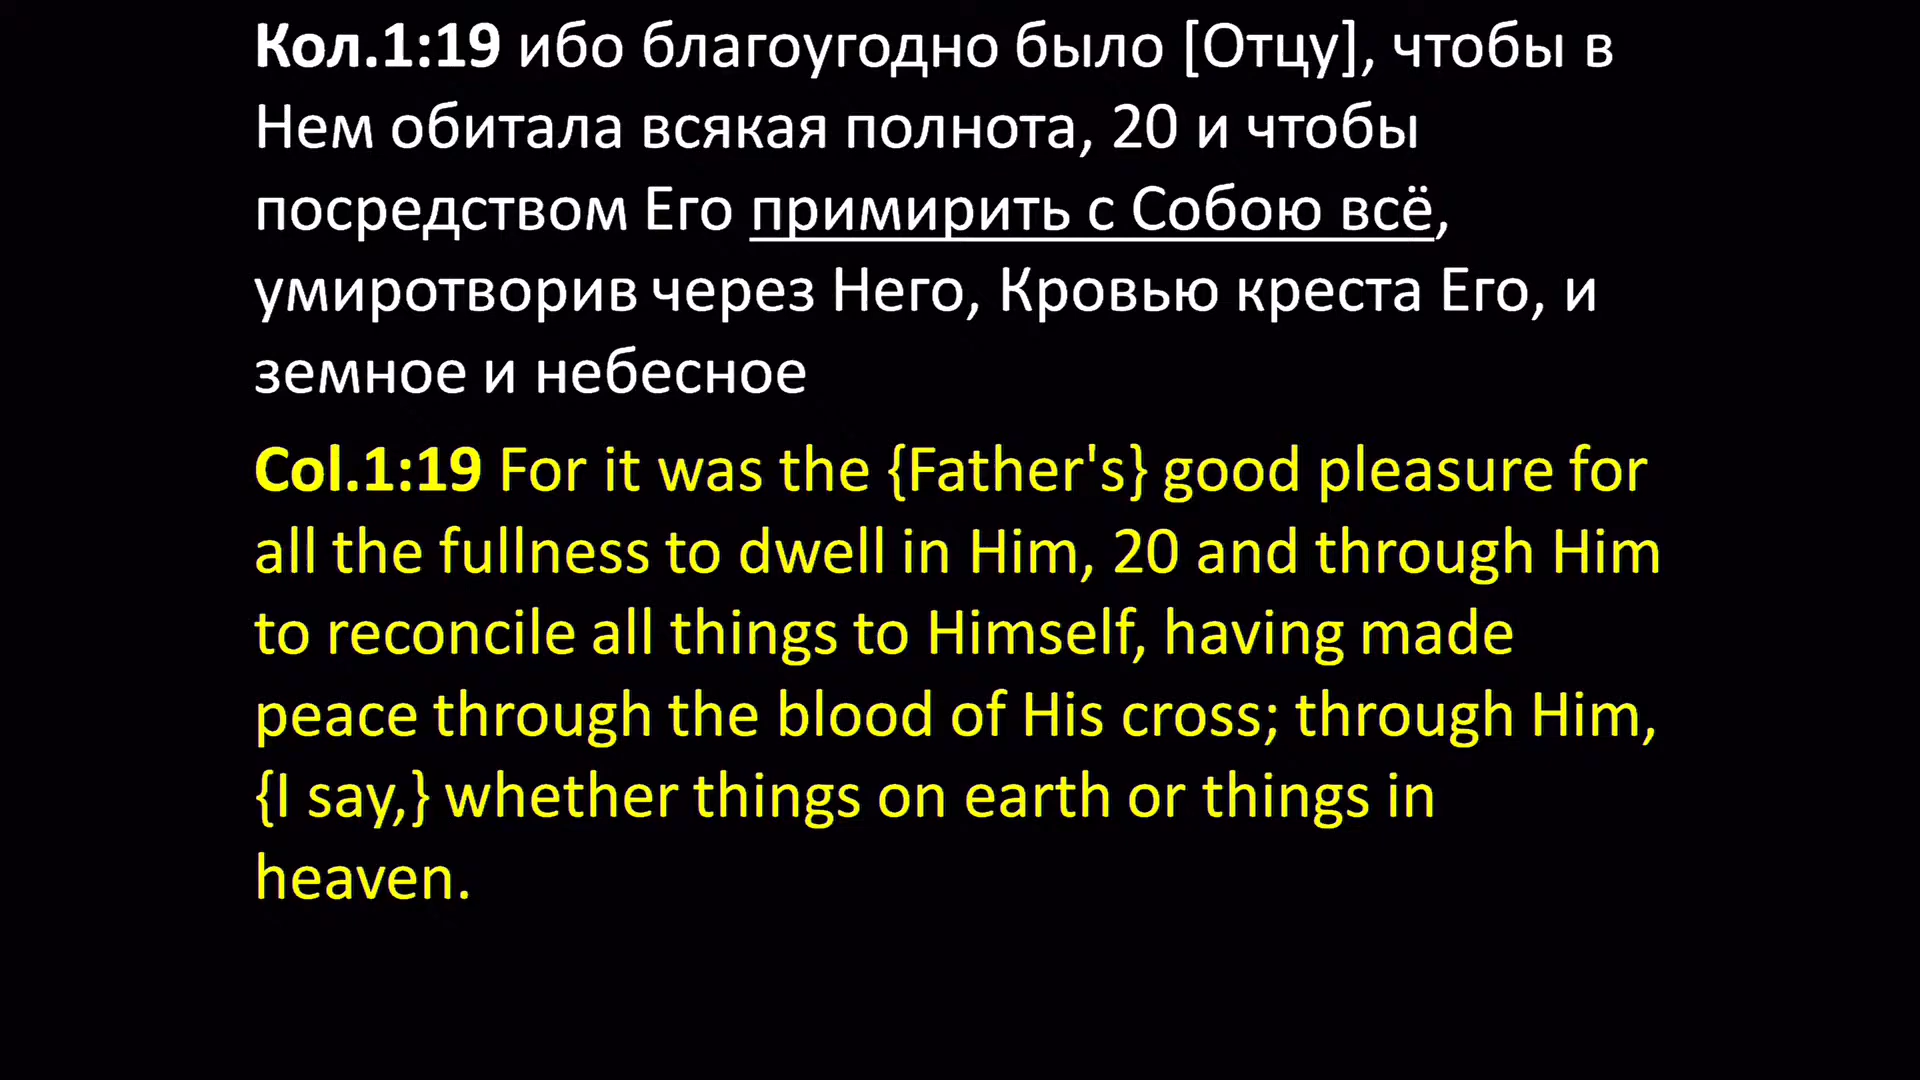 Кол.1:19 ибо благоугодно было [Отцу], чтобы в
Нем обитала всякая полнота, 20 и чтобы
посредством Его примирить с Собою всё,
умиротворив через Него, Кровью креста Его, и
земное и небесное
Col.1:19 For it was the {Father's} good pleasure for
all the fullness to dwell in Him, 20 and through Him
to reconcile all things to Himself, having made
peace through the blood of His cross; through Him,
{I say,} whether things on earth or things in
heaven.